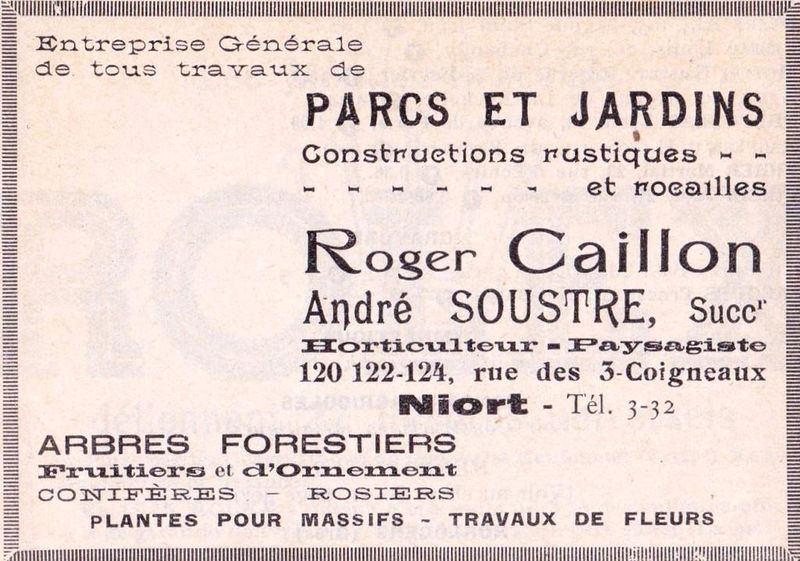 Entreprise Générale
de tous travaux de
PARCS ET JARDINS
Constructions rustiques - -
- - - - - - et rocailles
Roger Caillon
André SOUSTRE, Succr
Horticulteur - Paysagiste
120 122-124, rue des 3-Coigneaux
Niort - Tél. 3-32
ARBRES FORESTIERS
Fruitiers et d'Ornement
CONIFÈRES ROSIERS
PLANTES POUR MASSIFS - TRAVAUX DE FLEURS